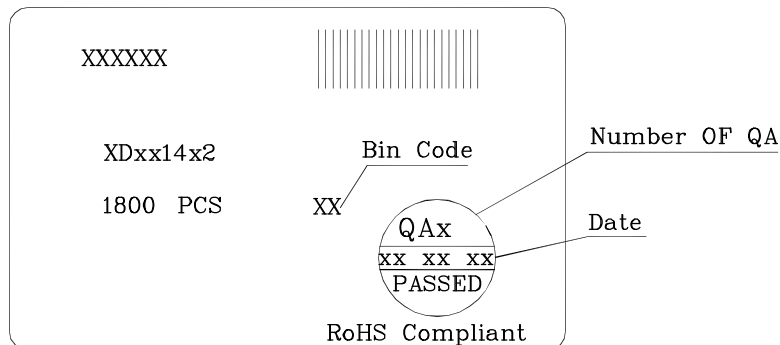 XXXXXX
XDxx14x2
Bin Code
Number OF QA
1800 PCS
XX
QAx
Date
xx xx xx
PASSED
RoHS Compliant